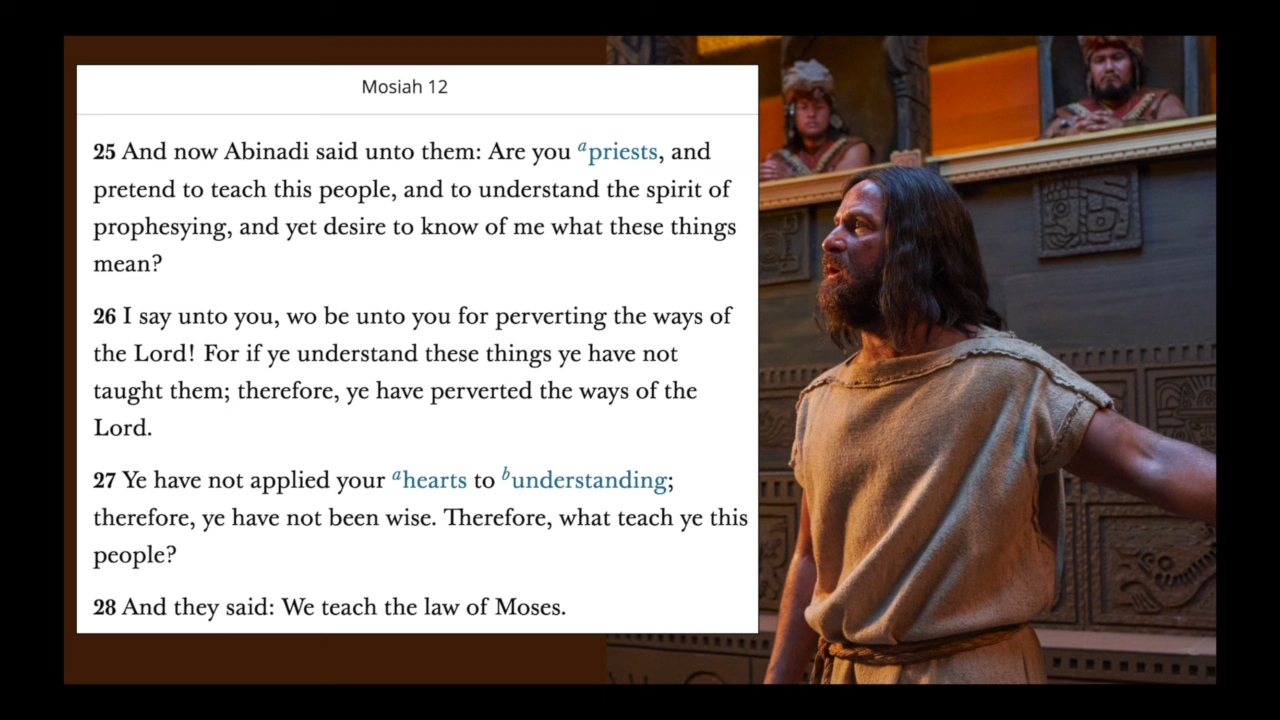 Mosiah 12
25 And now Abinadi said unto them: Are you ᵃpriests, and
pretend to teach this people, and to understand the spirit of
prophesying, and yet desire to know of me what these things
mean?
26 I say unto you, wo be unto you for perverting the ways of
the Lord! For if ye understand these things ye have not
taught them; therefore, ye have perverted the ways of the
Lord.
27 Ye have not applied your ᵃhearts to ᵇunderstanding;
therefore, ye have not been wise. Therefore, what teach ye this
people?
28 And they said: We teach the law of Moses.